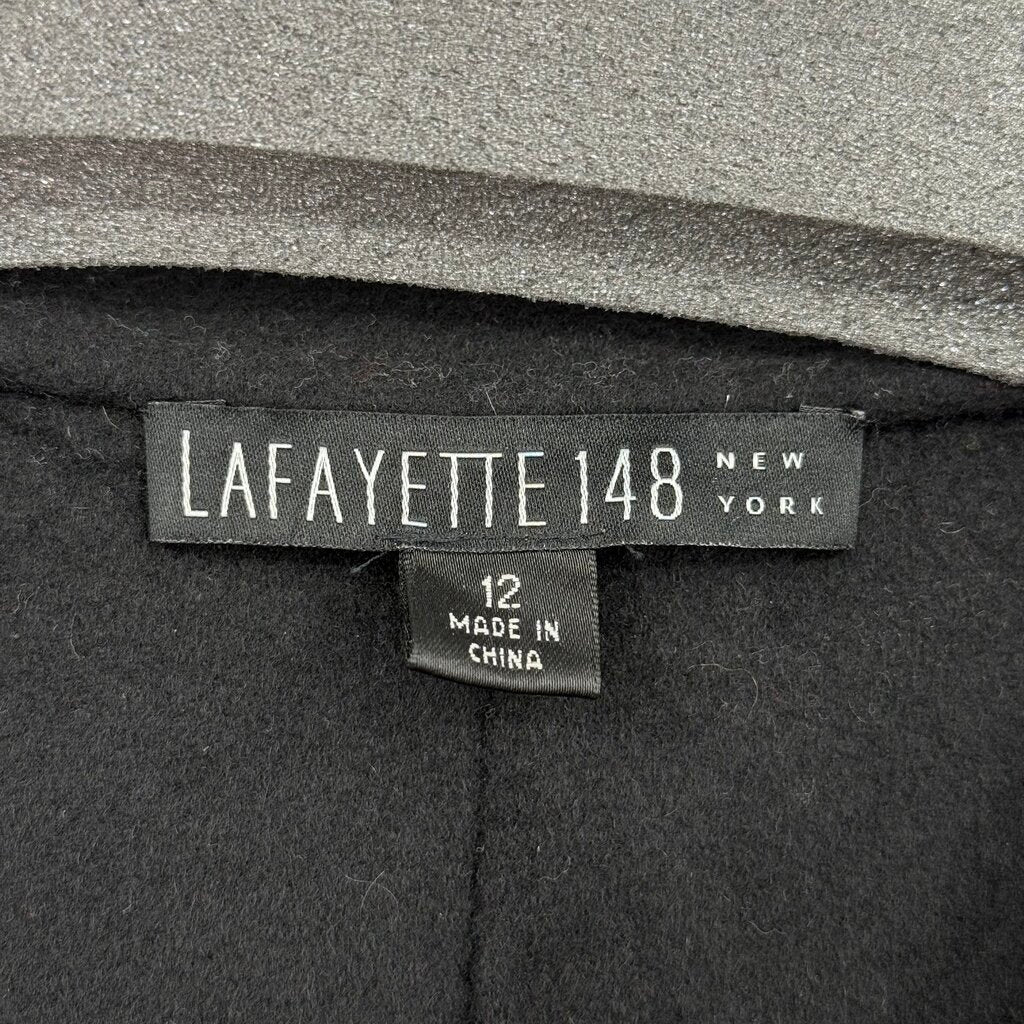 LAFAYETTE 148 NEW YORK
12
MADE IN
CHINA